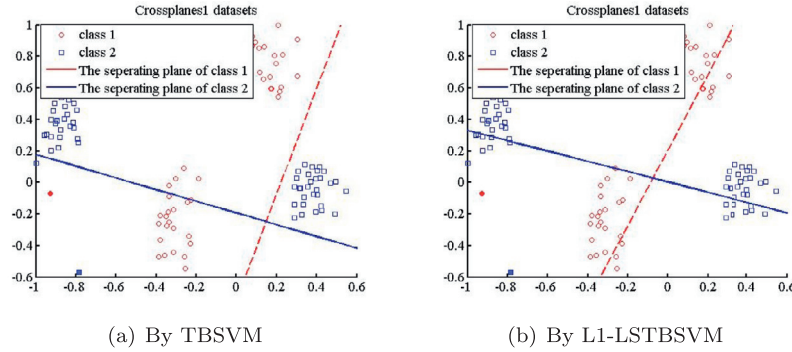 Crossplanes1 datasets
class 1
class 2
The seperating plane of class 1
The seperating plane of class 2
1
0.8
0.6
0.4
0.2
0
-0.2
-0.4
-0.6
-1 -0.8 -0.6 -0.4 -0.2 0 0.2 0.4 0.6
(a) By TBSVM
Crossplanes1 datasets
class 1
class 2
The seperating plane of class 1
The seperating plane of class 2
1
0.8
0.6
0.4
0.2
0
-0.2
-0.4
-0.6
-1 -0.8 -0.6 -0.4 -0.2 0 0.2 0.4 0.6
(b) By L1-LSTBSVM